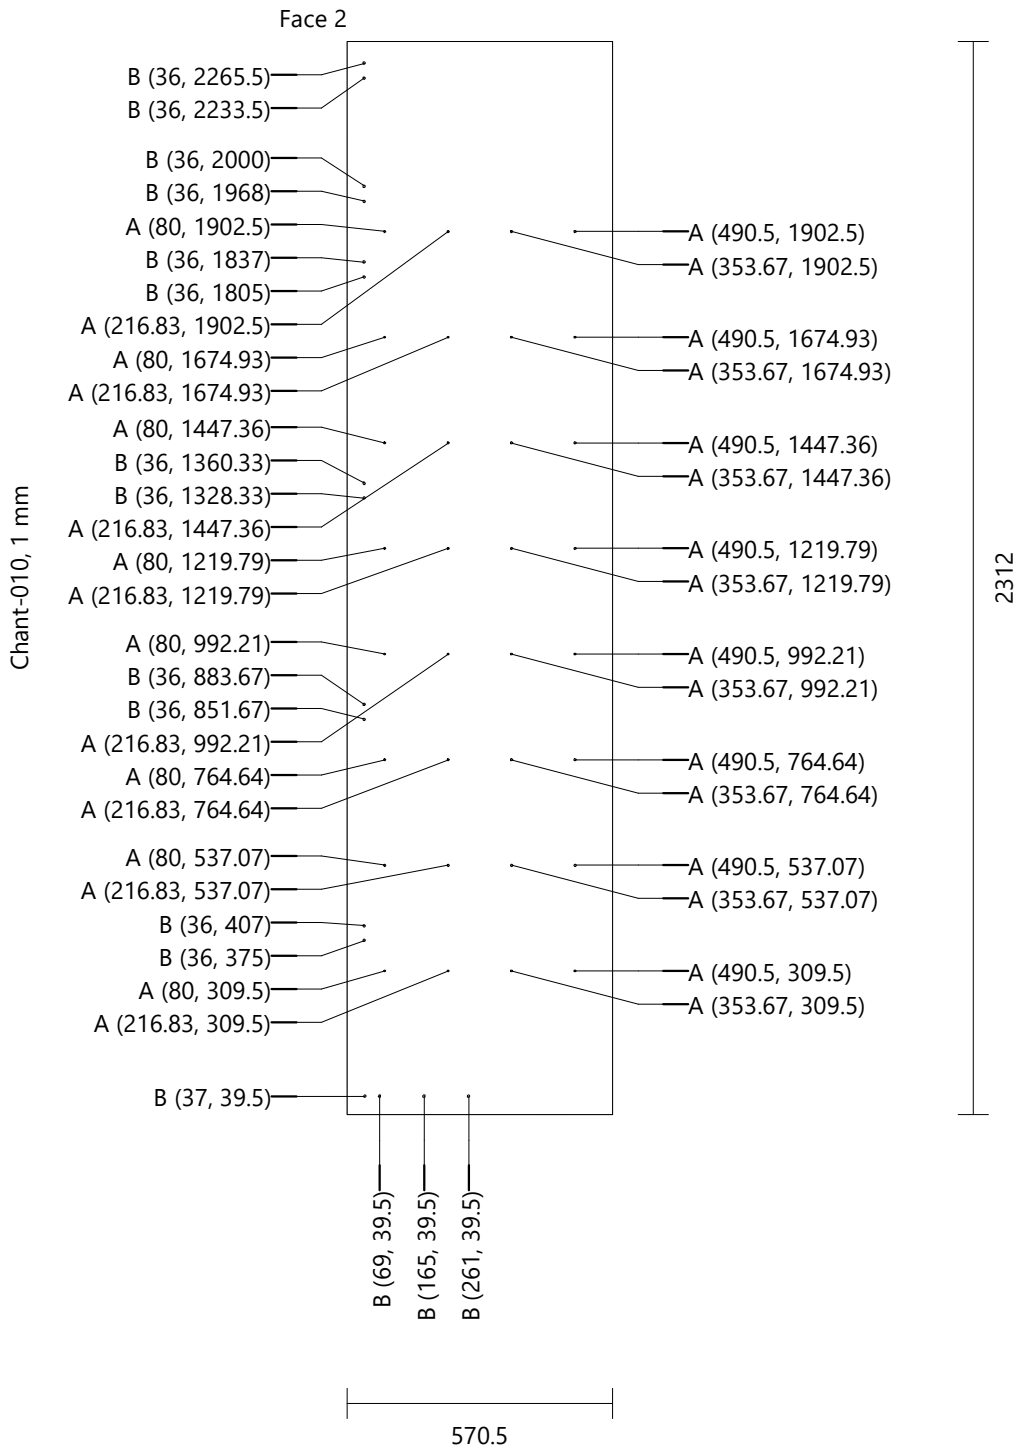 Face 2
B (36, 2265.5)
B (36, 2233.5)
B (36, 2000)
B (36, 1968)
A (80, 1902.5)
B (36, 1837)
B (36, 1805)
A (216.83, 1902.5)
A (80, 1674.93)
A (216.83, 1674.93)
A (80, 1447.36)
B (36, 1360.33)
B (36, 1328.33)
A (216.83, 1447.36)
A (80, 1219.79)
A (216.83, 1219.79)
A (80, 992.21)
B (36, 883.67)
B (36, 851.67)
A (216.83, 992.21)
A (80, 764.64)
A (216.83, 764.64)
A (80, 537.07)
A (216.83, 537.07)
B (36, 407)
B (36, 375)
A (80, 309.5)
A (216.83, 309.5)
B (37, 39.5)
A (490.5, 1902.5)
A (353.67, 1902.5)
A (490.5, 1674.93)
A (353.67, 1674.93)
A (490.5, 1447.36)
A (353.67, 1447.36)
A (490.5, 1219.79)
A (353.67, 1219.79)
A (490.5, 992.21)
A (353.67, 992.21)
A (490.5, 764.64)
A (353.67, 764.64)
A (490.5, 537.07)
A (353.67, 537.07)
A (490.5, 309.5)
A (353.67, 309.5)
B (69, 39.5)
B (165, 39.5)
B (261, 39.5)
Chant-010, 1 mm
2312
570.5